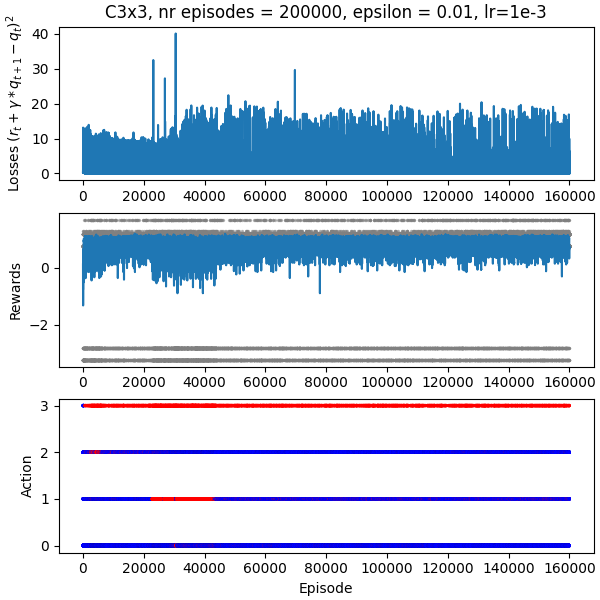 C3x3, nr episodes = 200000, epsilon = 0.01, lr=1e-3
Losses $(r_t + \gamma * q_{t+1} - q_t)^2$
40
30
20
10
0
0 20000 40000 60000 80000 100000 120000 140000 160000
Rewards
0
−2
0 20000 40000 60000 80000 100000 120000 140000 160000
Action
3
2
1
0
0 20000 40000 60000 80000 100000 120000 140000 160000
Episode